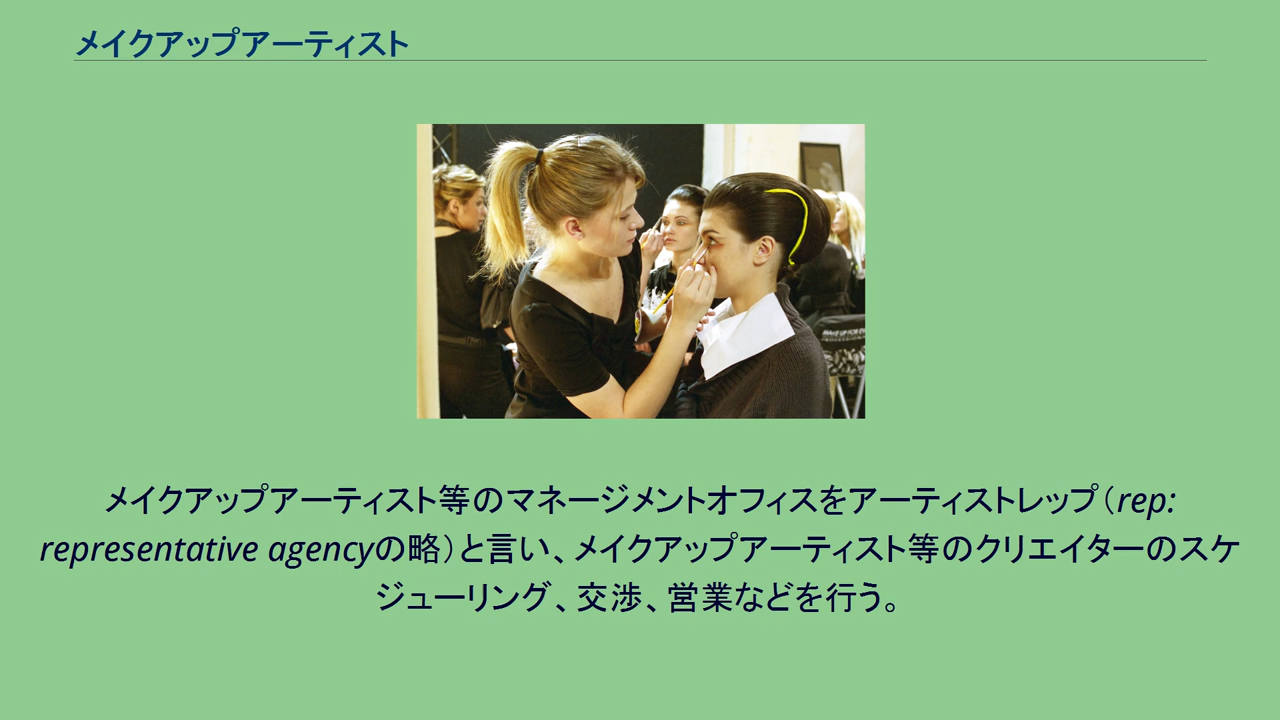 メイクアップアーティスト
MAKE UP FOR EVER
メイクアップアーティスト等のマネージメントオフィスをアーティストレップ（rep:
representative agencyの略）と言い、メイクアップアーティスト等のクリエイターのスケ
ジューリング、交渉、営業などを行う。